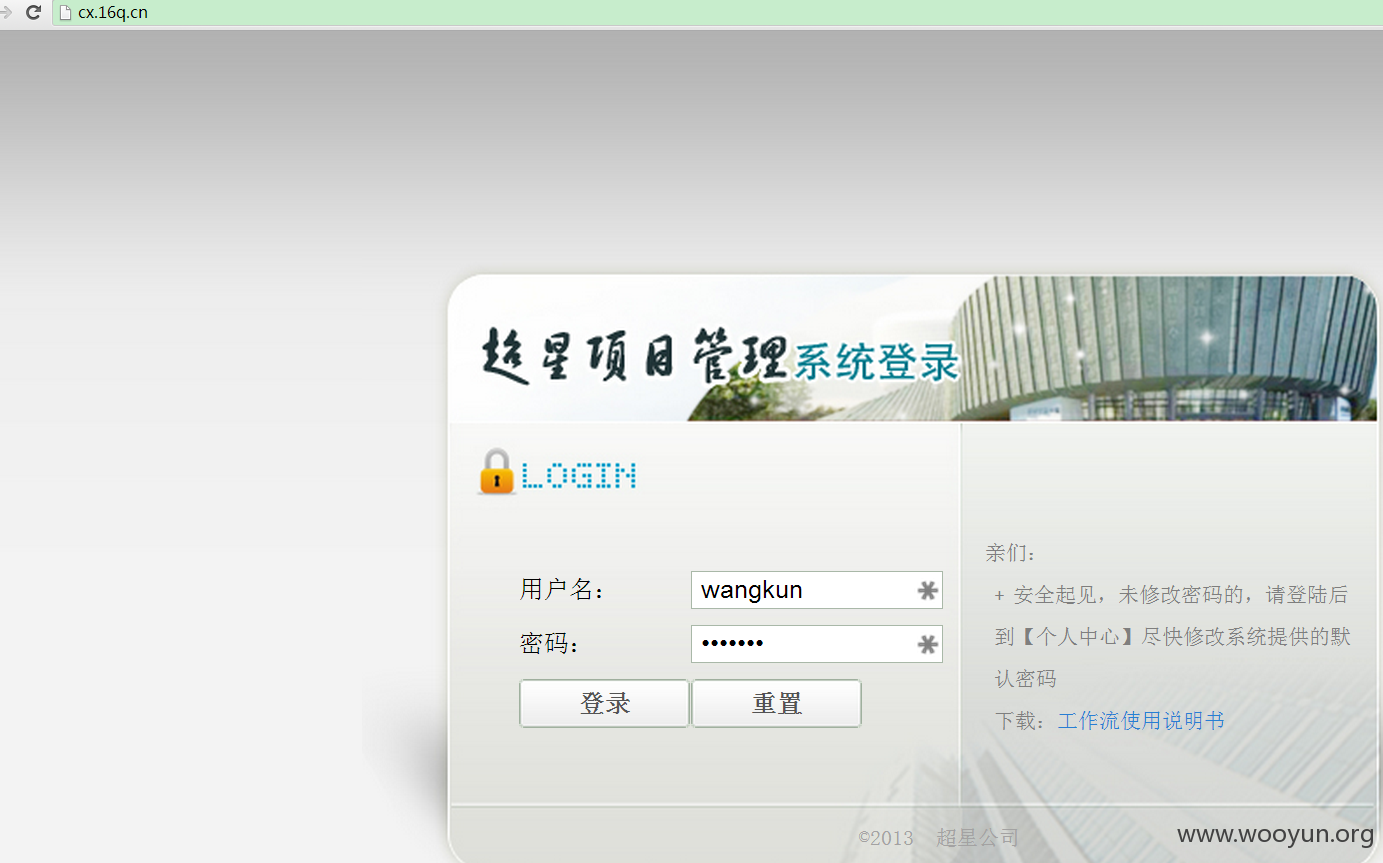 cx.16q.cn
超星项目管理系统登录
LOGIN
用户名：
wangkun
密码：
•••••••
登录
重置
亲们：
+ 安全起见，未修改密码的，请登陆后
到【个人中心】尽快修改系统提供的默
认密码
下载：工作流使用说明书
©2013 超星公司
www.wooyun.org